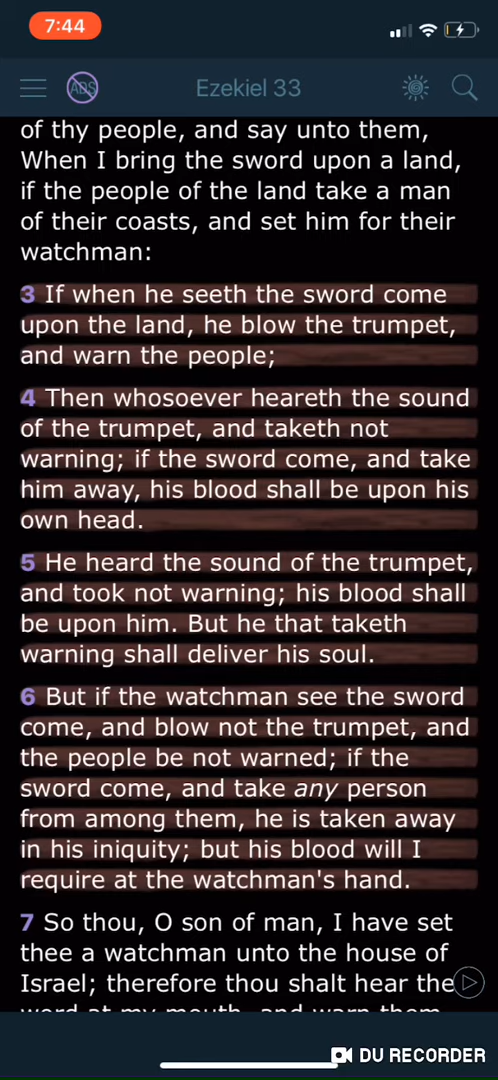 7:44
ADS
Ezekiel 33
of thy people, and say unto them,
When I bring the sword upon a land,
if the people of the land take a man
of their coasts, and set him for their
watchman:
3 If when he seeth the sword come
upon the land, he blow the trumpet,
and warn the people;
4 Then whosoever heareth the sound
of the trumpet, and taketh not
warning; if the sword come, and take
him away, his blood shall be upon his
own head.
5 He heard the sound of the trumpet,
and took not warning; his blood shall
be upon him. But he that taketh
warning shall deliver his soul.
6 But if the watchman see the sword
come, and blow not the trumpet, and
the people be not warned; if the
sword come, and take any person
from among them, he is taken away
in his iniquity; but his blood will I
require at the watchman's hand.
7 So thou, O son of man, I have set
thee a watchman unto the house of
Israel; therefore thou shalt hear the
word at my mouth, and warn them
DU RECORDER